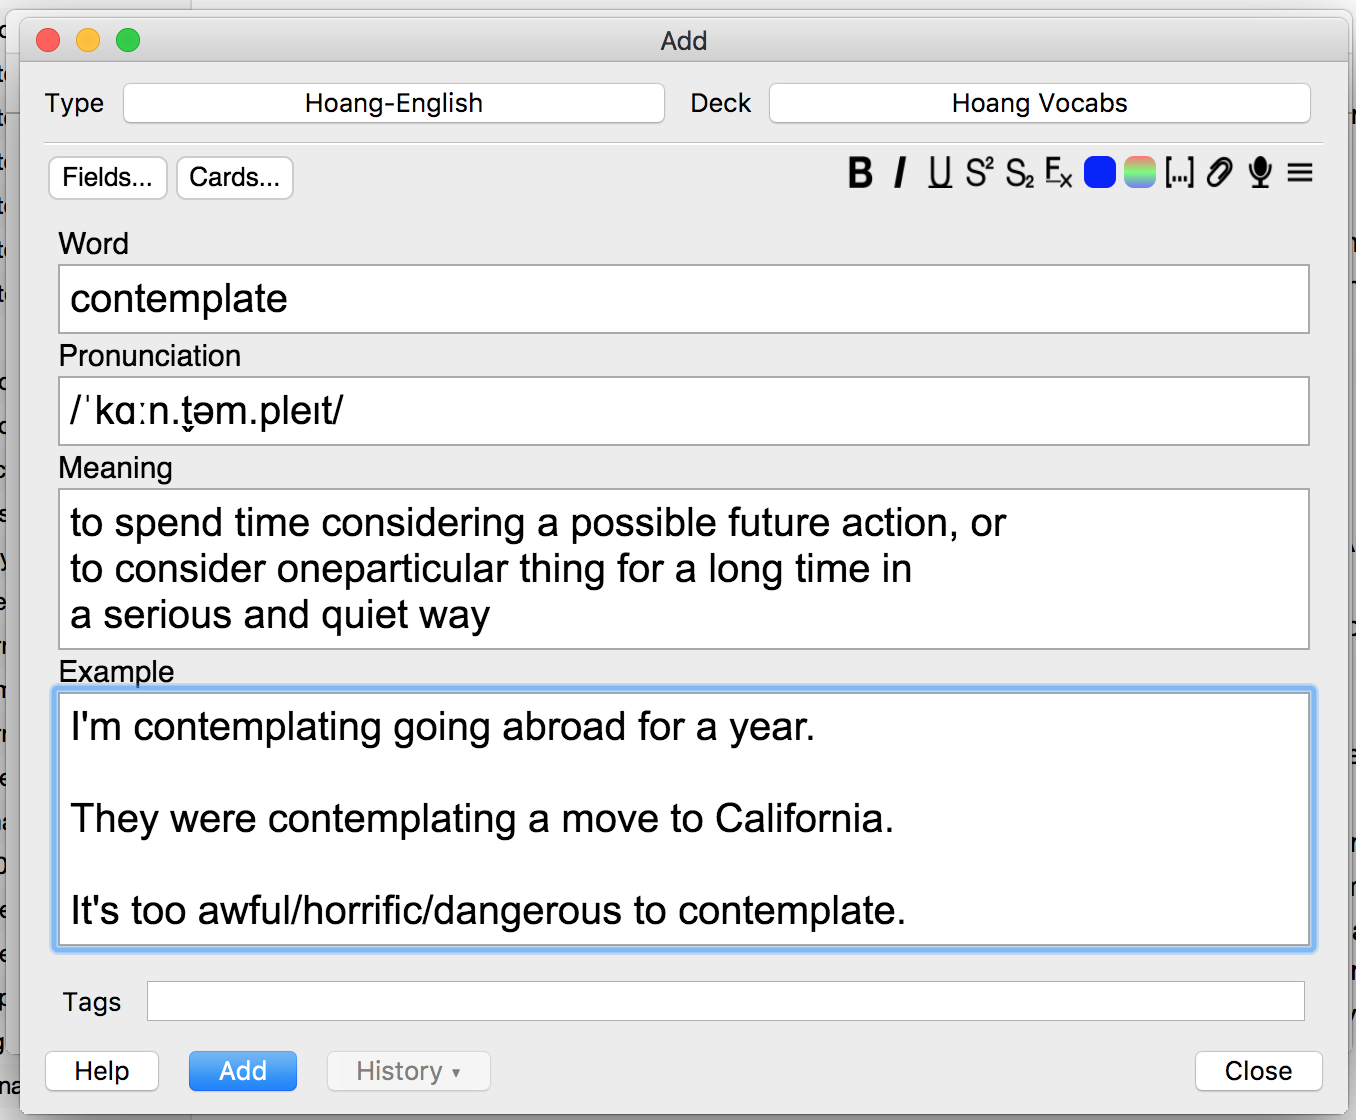 Add
Type Hoang-English Deck Hoang Vocabs
Fields... Cards... B I U S² S₂ Fx [...]
Word
contemplate
Pronunciation
/ˈkɑːn.t̬əm.pleɪt/
Meaning
to spend time considering a possible future action, or
to consider oneparticular thing for a long time in
a serious and quiet way
Example
I'm contemplating going abroad for a year.
They were contemplating a move to California.
It's too awful/horrific/dangerous to contemplate.
Tags
Help Add History ▾ Close